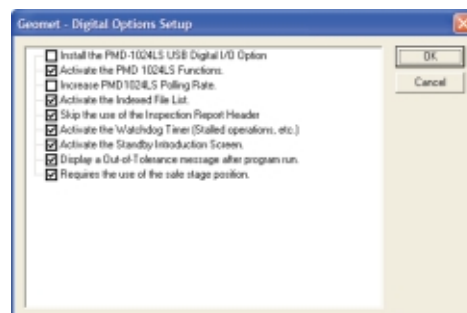 Geomet - Digital Options Setup
Install the PMD-1024LS USB Digital I/O Option
Activate the PMD 1024LS Functions.
Increase PMD1024LS Polling Rate.
Activate the Indexed File List.
Skip the use of the Inspection Report Header
Activate the Watchdog Timer (Stalled operations, etc.)
Activate the Standby Introduction Screen.
Display a Out-of-Tolerance message after program run.
Requires the use of the safe stage position.
OK
Cancel